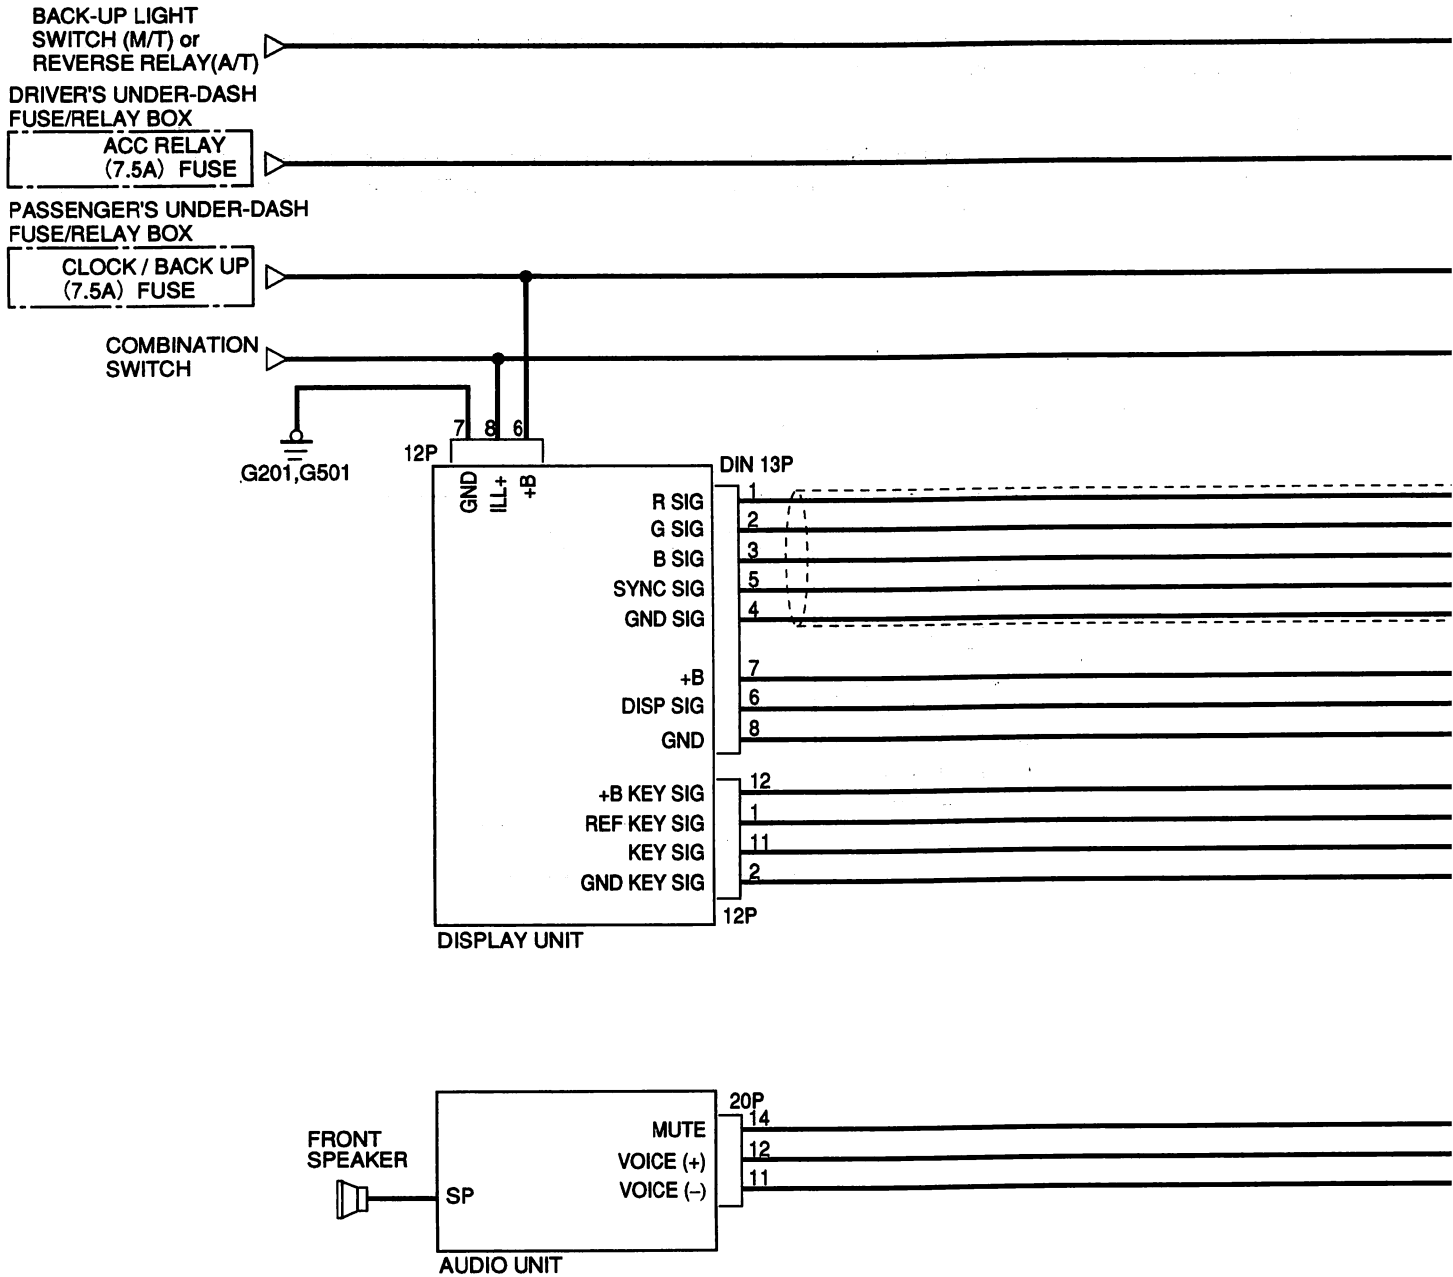 BACK-UP LIGHT
SWITCH (M/T) or
REVERSE RELAY(A/T)
DRIVER'S UNDER-DASH
FUSE/RELAY BOX
ACC RELAY
(7.5A) FUSE
PASSENGER'S UNDER-DASH
FUSE/RELAY BOX
CLOCK / BACK UP
(7.5A) FUSE
COMBINATION
SWITCH
7 8 6
12P
G201,G501
GND
ILL+
+B
DIN 13P
R SIG 1
G SIG 2
B SIG 3
SYNC SIG 5
GND SIG 4
+B 7
DISP SIG 6
GND 8
+B KEY SIG 12
REF KEY SIG 1
KEY SIG 11
GND KEY SIG 2
12P
DISPLAY UNIT
20P
MUTE 14
VOICE (+) 12
VOICE (–) 11
FRONT
SPEAKER
SP
AUDIO UNIT